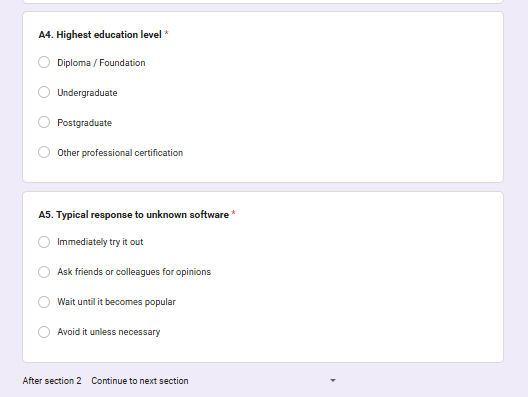 A4. Highest education level *
Diploma / Foundation
Undergraduate
Postgraduate
Other professional certification
A5. Typical response to unknown software *
Immediately try it out
Ask friends or colleagues for opinions
Wait until it becomes popular
Avoid it unless necessary
After section 2 Continue to next section